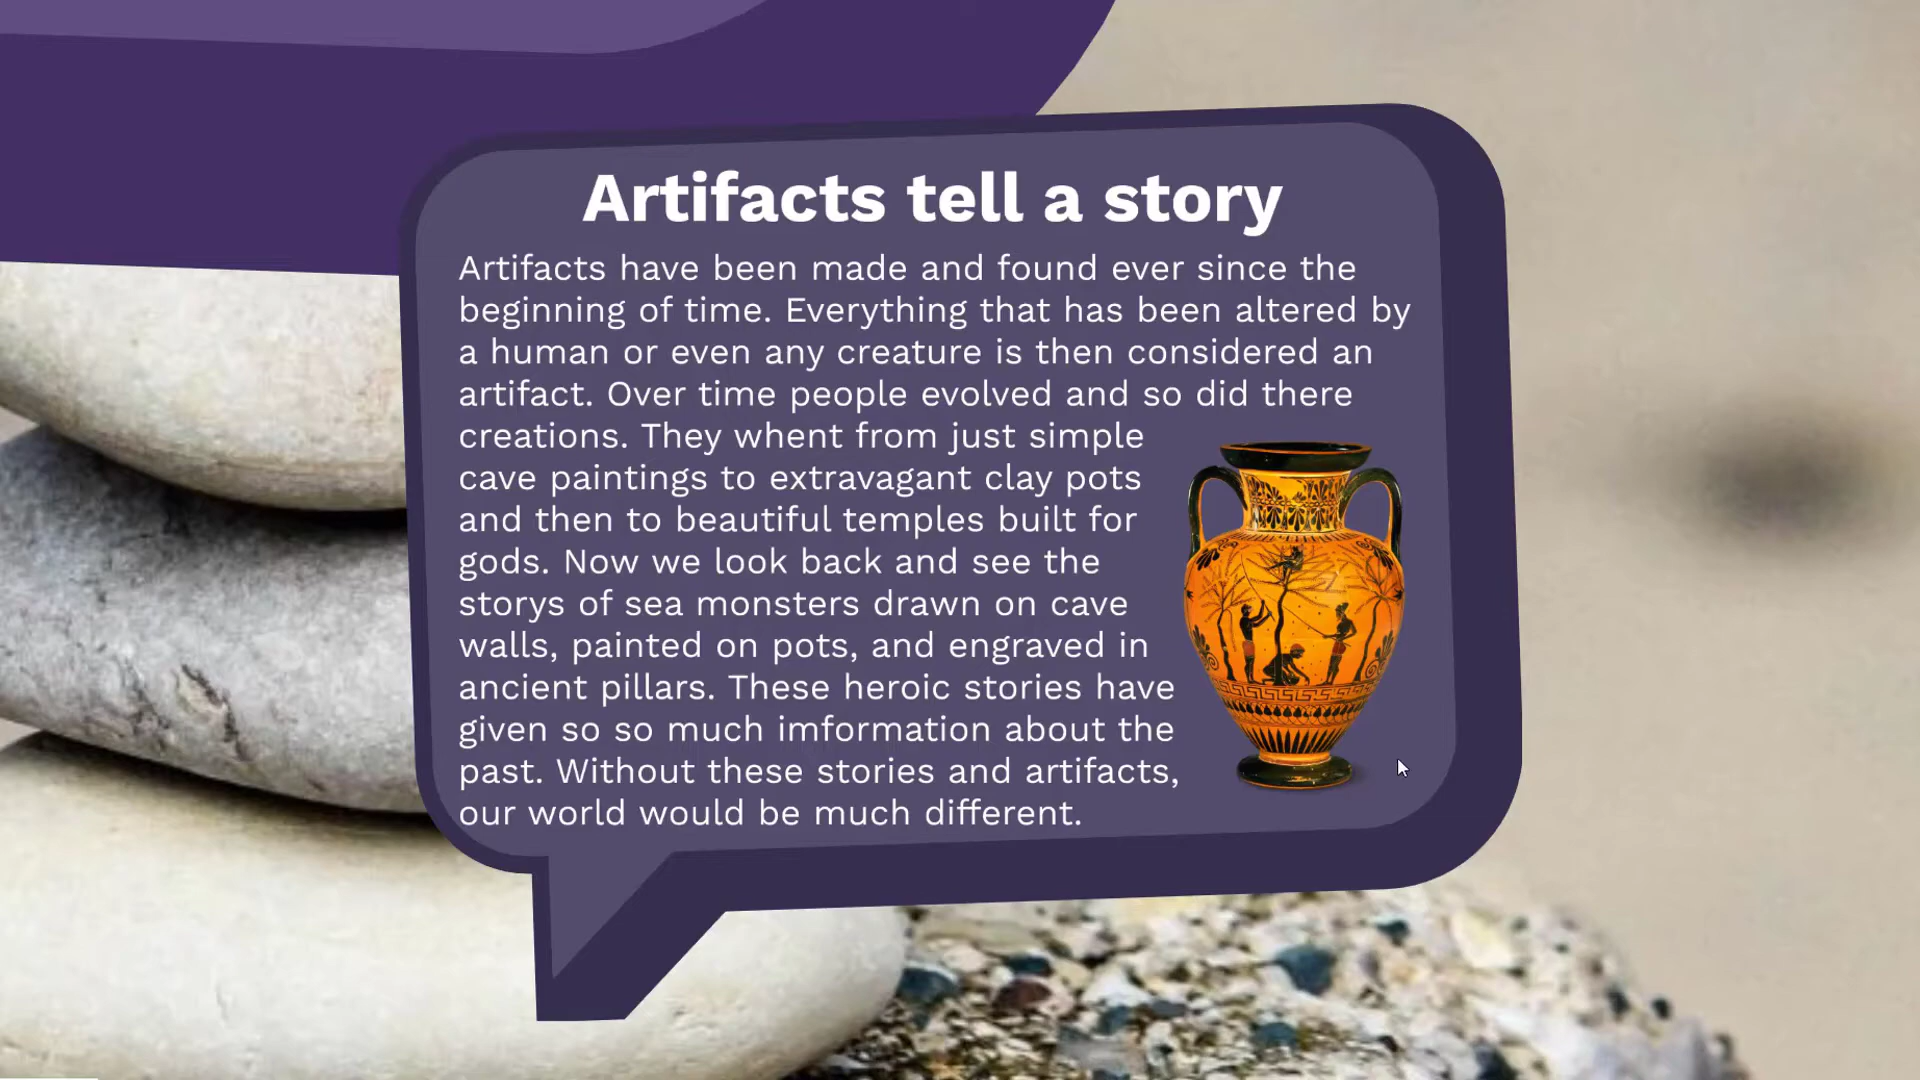 Artifacts tell a story
Artifacts have been made and found ever since the
beginning of time. Everything that has been altered by
a human or even any creature is then considered an
artifact. Over time people evolved and so did there
creations. They whent from just simple
cave paintings to extravagant clay pots
and then to beautiful temples built for
gods. Now we look back and see the
storys of sea monsters drawn on cave
walls, painted on pots, and engraved in
ancient pillars. These heroic stories have
given so so much imformation about the
past. Without these stories and artifacts,
our world would be much different.